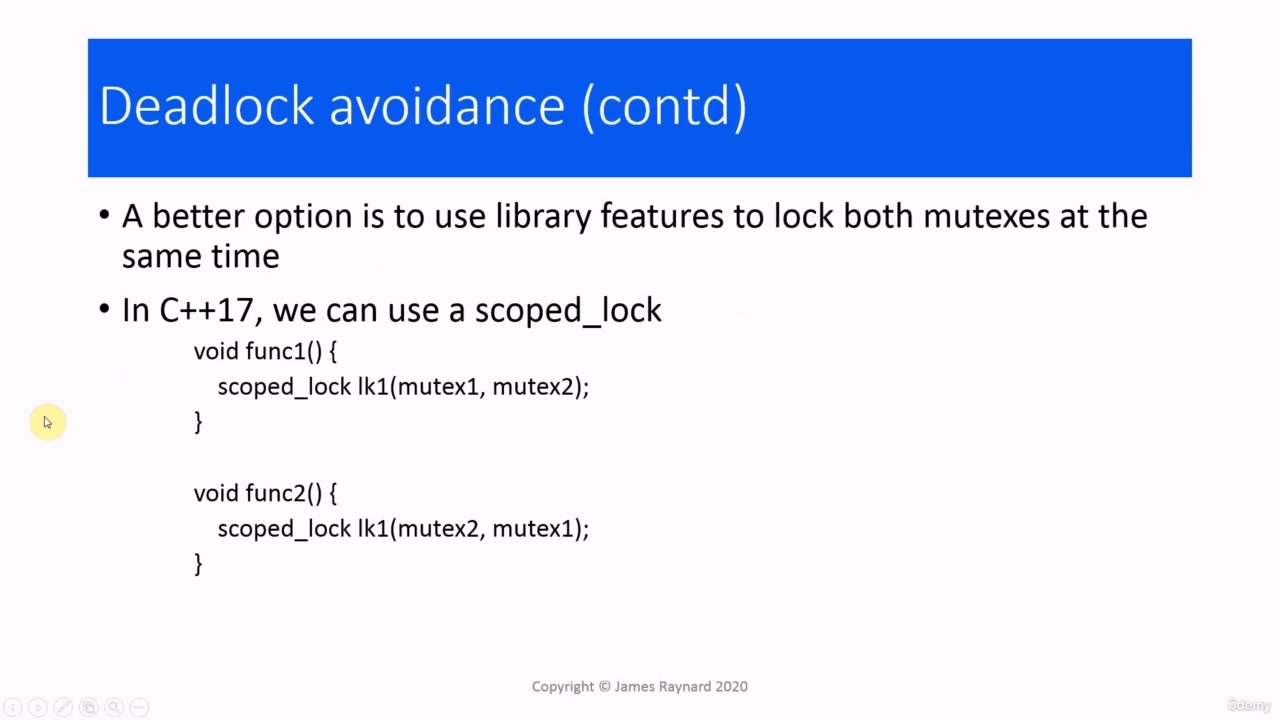 Deadlock avoidance (contd)
• A better option is to use library features to lock both mutexes at the
same time
• In C++17, we can use a scoped_lock
void func1() {
scoped_lock lk1(mutex1, mutex2);
}
void func2() {
scoped_lock lk1(mutex2, mutex1);
}
Copyright © James Raynard 2020
ûdemy